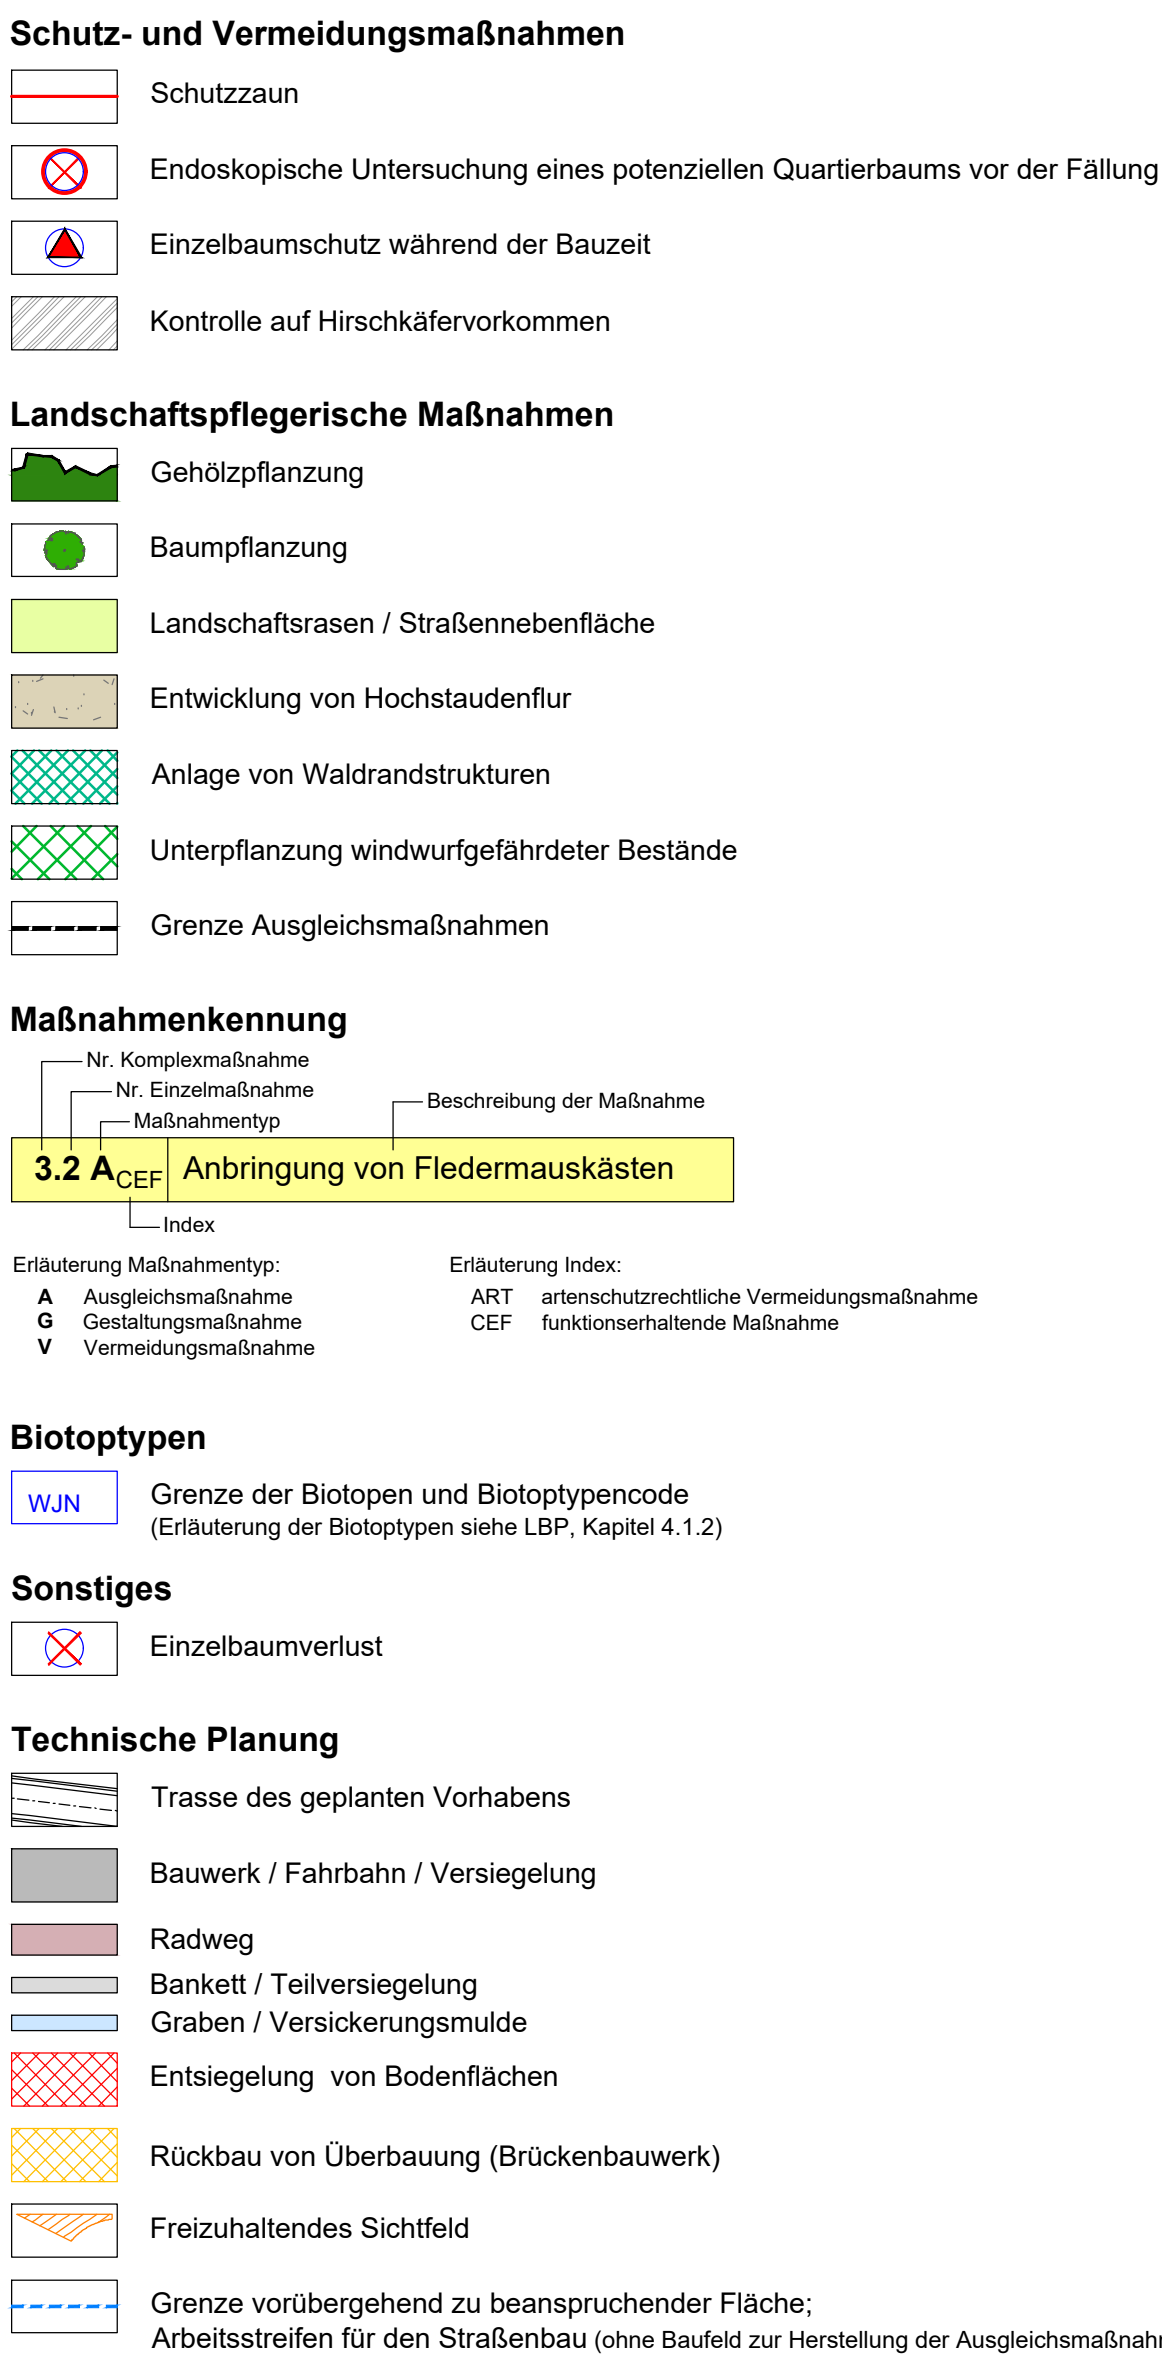 Schutz- und Vermeidungsmaßnahmen
Schutzzaun
Endoskopische Untersuchung eines potenziellen Quartierbaums vor der Fällung
Einzelbaumschutz während der Bauzeit
Kontrolle auf Hirschkäfervorkommen
Landschaftspflegerische Maßnahmen
Gehölzpflanzung
Baumpflanzung
Landschaftsrasen / Straßennebenfläche
Entwicklung von Hochstaudenflur
Anlage von Waldrandstrukturen
Unterpflanzung windwurfgefährdeter Bestände
Grenze Ausgleichsmaßnahmen
Maßnahmenkennung
Nr. Komplexmaßnahme
Nr. Einzelmaßnahme
Beschreibung der Maßnahme
Maßnahmentyp
3.2 ACEF Anbringung von Fledermauskästen
Index
Erläuterung Maßnahmentyp: Erläuterung Index:
A Ausgleichsmaßnahme ART artenschutzrechtliche Vermeidungsmaßnahme
G Gestaltungsmaßnahme CEF funktionserhaltende Maßnahme
V Vermeidungsmaßnahme
Biotoptypen
WJN Grenze der Biotopen und Biotoptypencode
(Erläuterung der Biotoptypen siehe LBP, Kapitel 4.1.2)
Sonstiges
Einzelbaumverlust
Technische Planung
Trasse des geplanten Vorhabens
Bauwerk / Fahrbahn / Versiegelung
Radweg
Bankett / Teilversiegelung
Graben / Versickerungsmulde
Entsiegelung von Bodenflächen
Rückbau von Überbauung (Brückenbauwerk)
Freizuhaltendes Sichtfeld
Grenze vorübergehend zu beanspruchender Fläche;
Arbeitsstreifen für den Straßenbau (ohne Baufeld zur Herstellung der